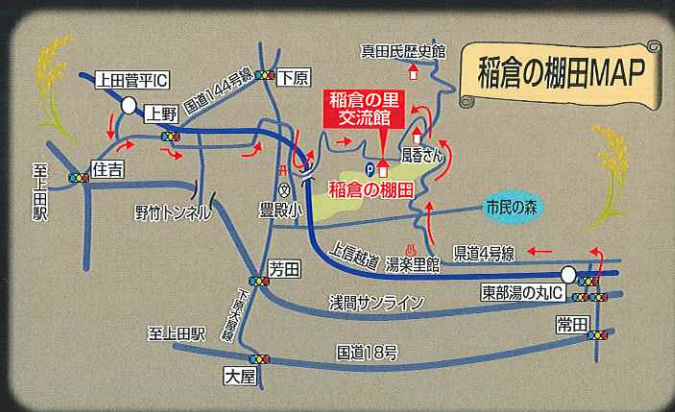 稲倉の棚田MAP
真田氏歴史館
上田菅平IC
国道144号線
下原
上野
稲倉の里
交流館
風香さん
住吉
至上田駅
P
稲倉の棚田
豊殿小
野竹トンネル
市民の森
上信越道
湯楽里館
県道4号線
芳田
東部湯の丸IC
浅間サンライン
下原大屋線
常田
至上田駅
国道18号
大屋